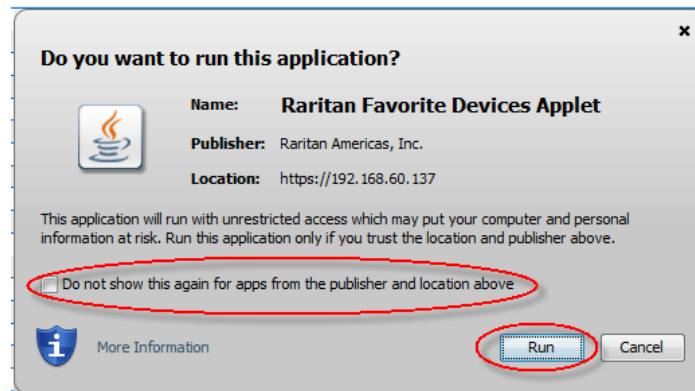 Do you want to run this application?
Name: Raritan Favorite Devices Applet
Publisher: Raritan Americas, Inc.
Location: https://192.168.60.137
This application will run with unrestricted access which may put your computer and personal
information at risk. Run this application only if you trust the location and publisher above.
Do not show this again for apps from the publisher and location above
More Information
Run
Cancel